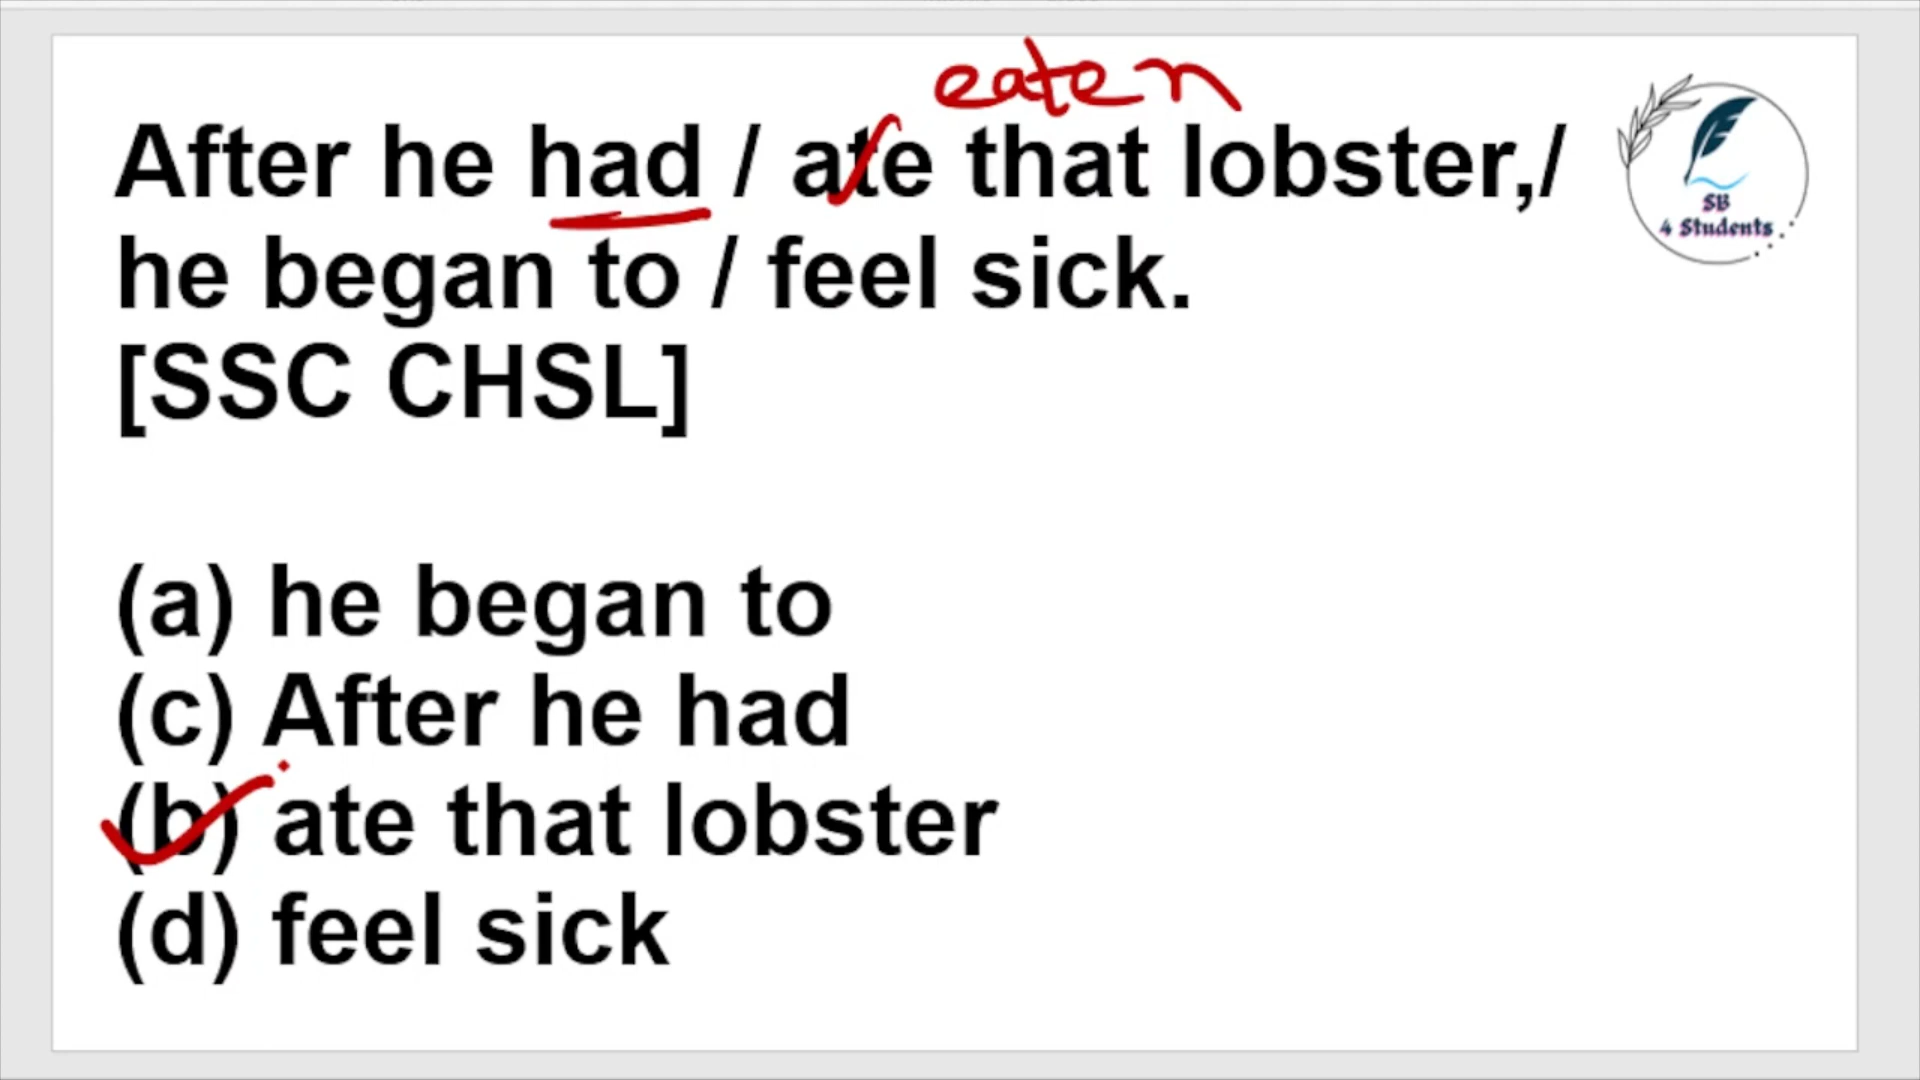 eaten
After he had / ate that lobster,/
he began to / feel sick.
[SSC CHSL]
SB
4 Students
(a) he began to
(c) After he had
(b) ate that lobster
(d) feel sick